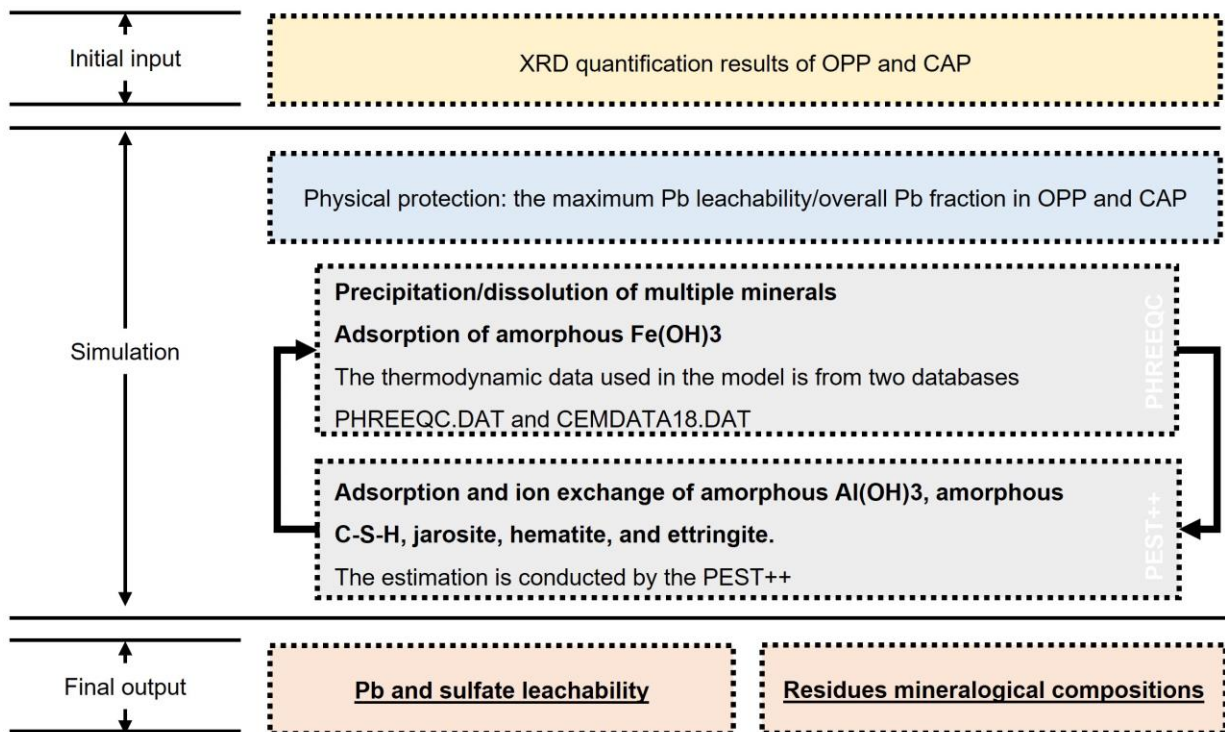 Initial input
XRD quantification results of OPP and CAP
Physical protection: the maximum Pb leachability/overall Pb fraction in OPP and CAP
Simulation
Precipitation/dissolution of multiple minerals
Adsorption of amorphous Fe(OH)3
The thermodynamic data used in the model is from two databases
PHREEQC.DAT and CEMDATA18.DAT
PHREEQC
Adsorption and ion exchange of amorphous Al(OH)3, amorphous
C-S-H, jarosite, hematite, and ettringite.
The estimation is conducted by the PEST++
PEST++
Final output
Pb and sulfate leachability
Residues mineralogical compositions